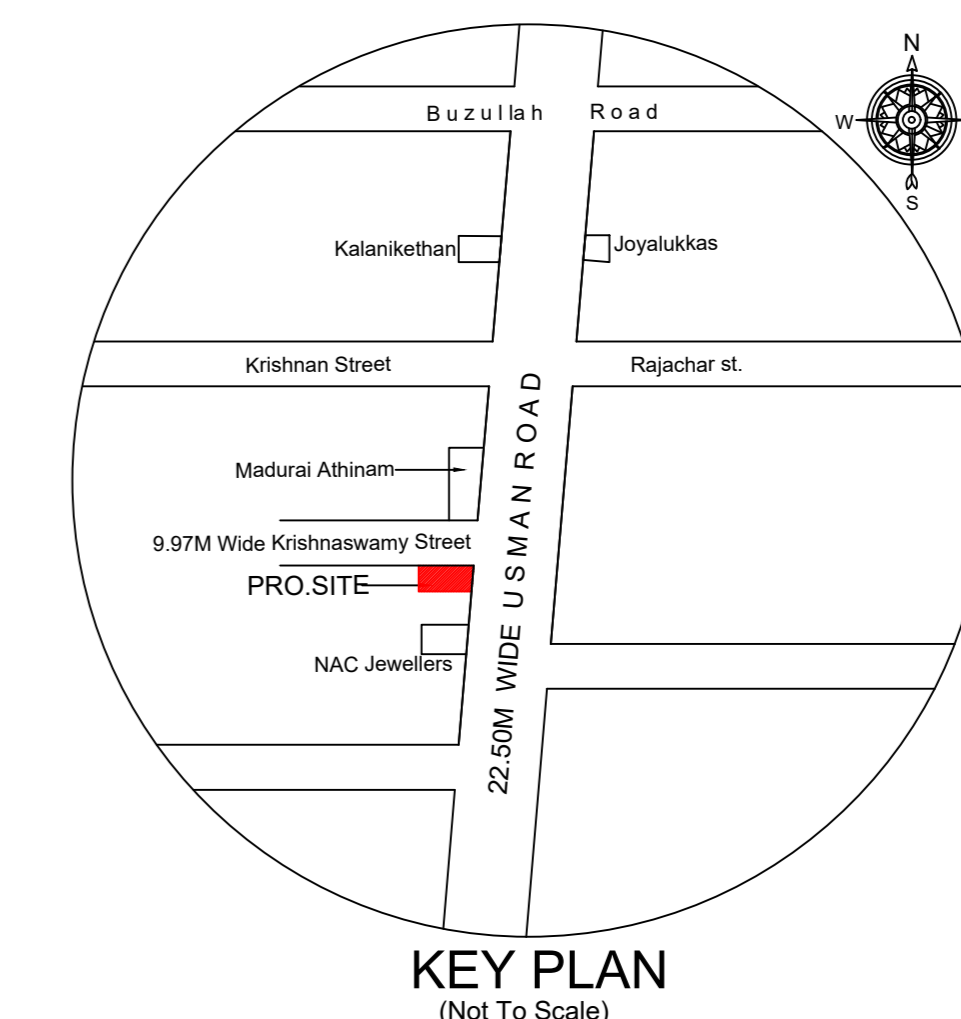 N
Buzullah Road
W
S
Kalanikethan
Joyalukkas
Krishnan Street
Rajachar st.
22.50M WIDE USMAN ROAD
Madurai Athinam
9.97M Wide Krishnaswamy Street
PRO.SITE
NAC Jewellers
KEY PLAN
(Not To Scale)